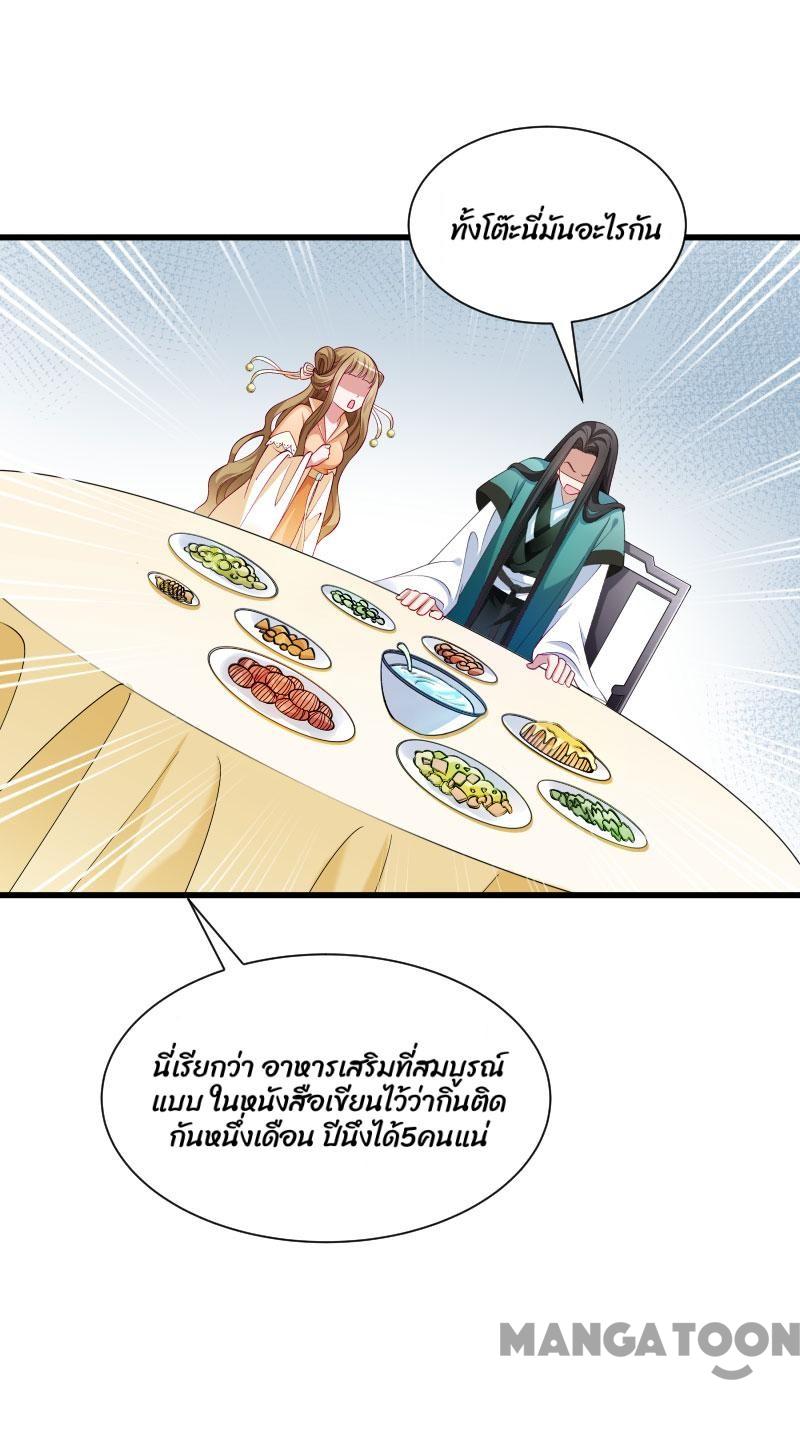 ทั้งโต๊ะนี่มันอะไรกัน
นี่เรียกว่า อาหารเสริมที่สมบูรณ์
แบบ ในหนังสือเขียนไว้ว่ากินติด
กันหนึ่งเดือน ปีนึงได้5คนแน่
MANGATOON